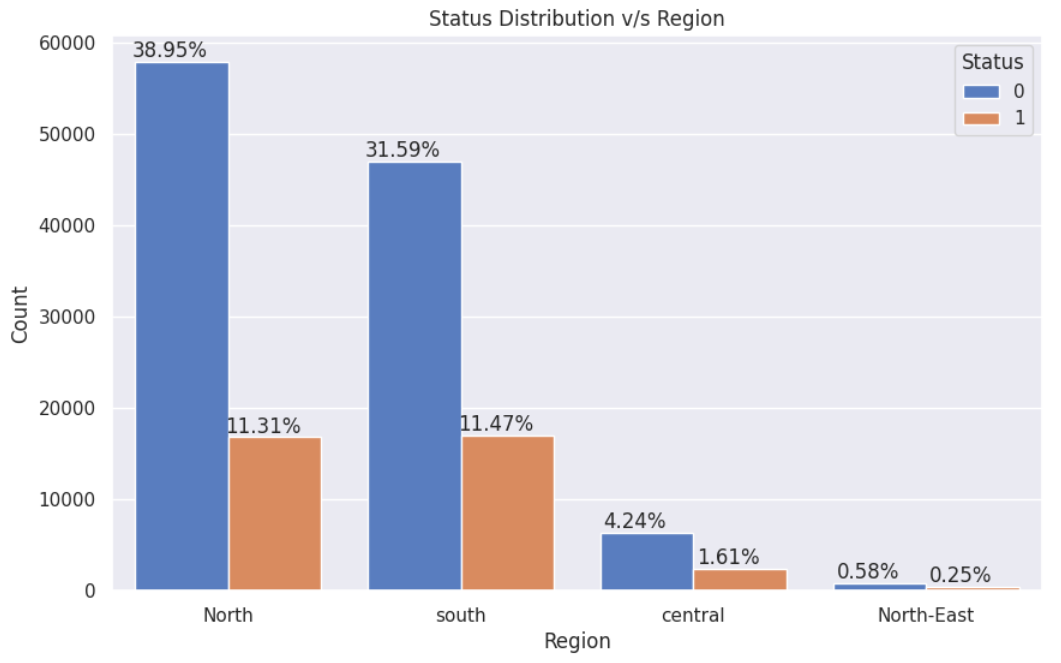 Status Distribution v/s Region
60000
50000
40000
30000
20000
10000
0
Count
38.95%
11.31%
31.59%
11.47%
4.24%
1.61%
0.58%
0.25%
Status
0
1
North
south
central
North-East
Region